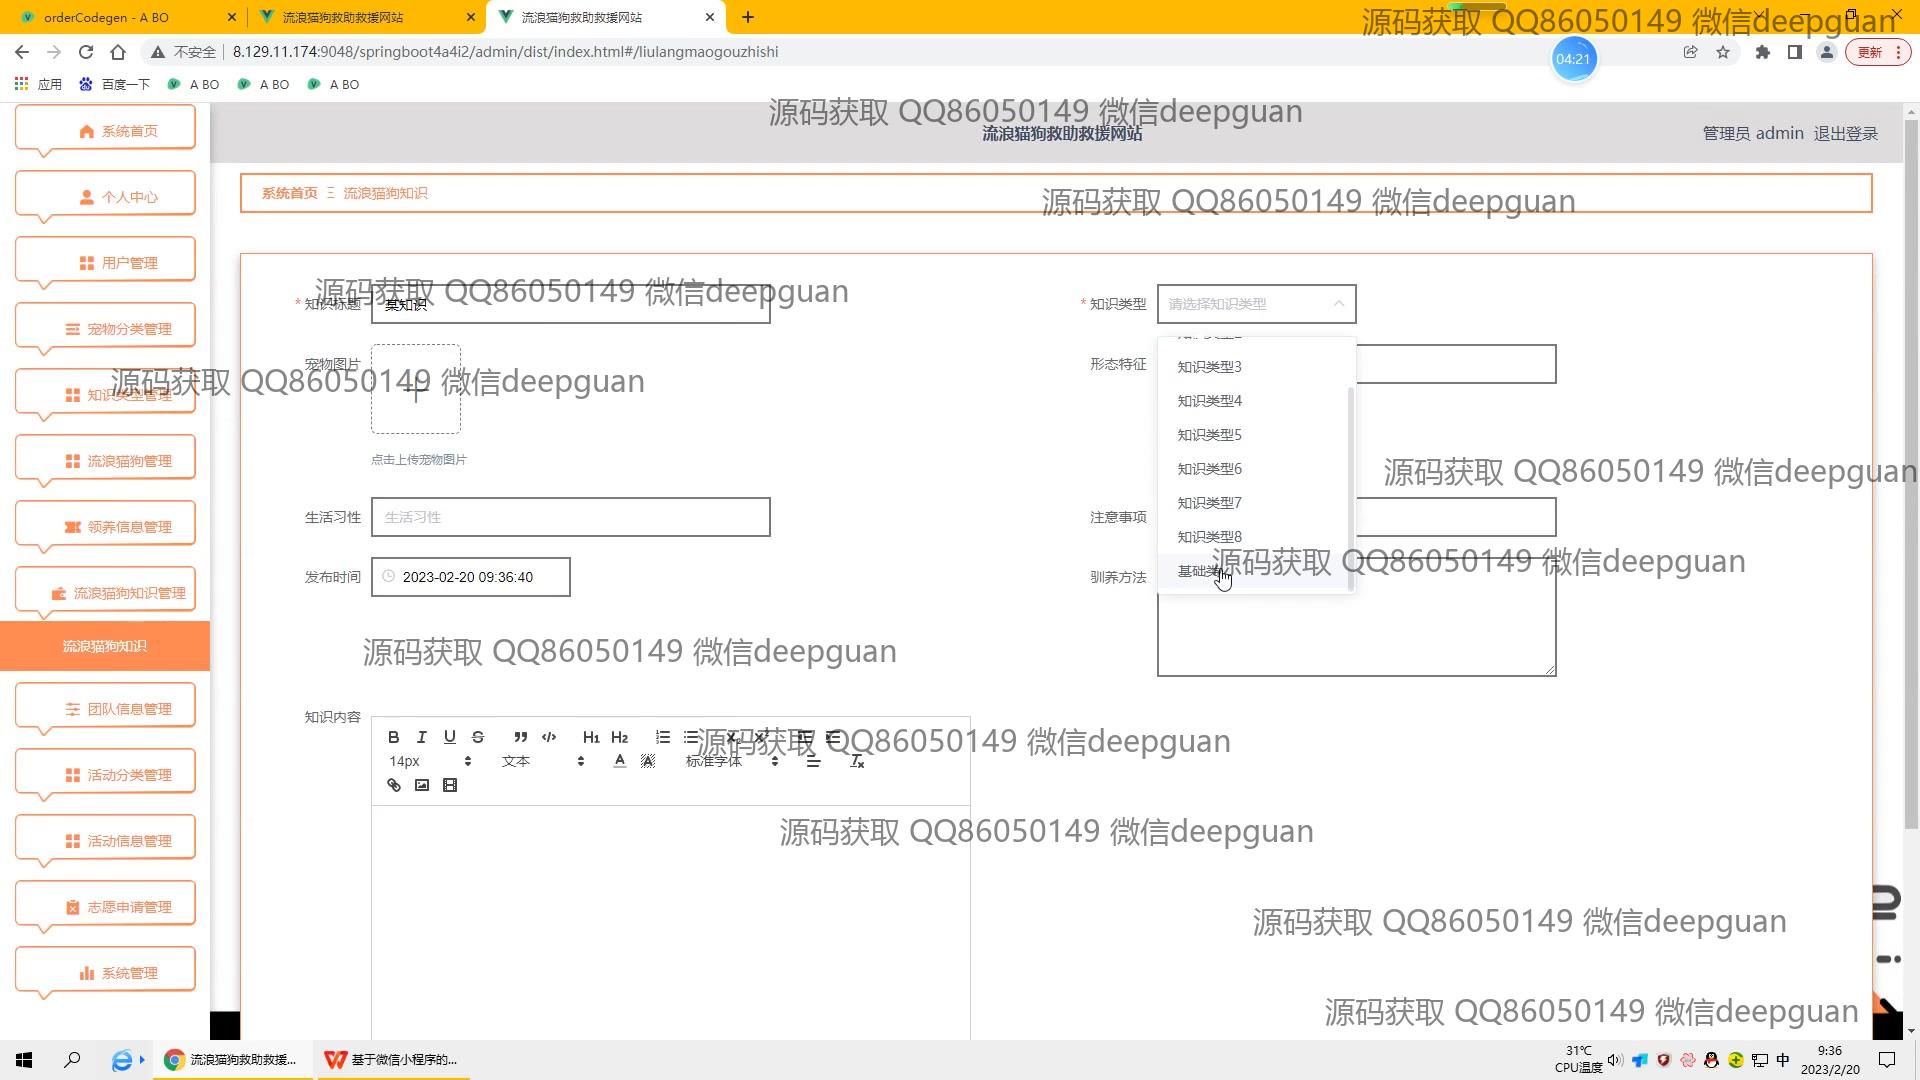 orderCodegen - A BO
流浪猫狗救助救援网站
流浪猫狗救助救援网站
源码获取 QQ86050149 微信deepguan
不安全
8.129.11.174:9048/springboot4a4i2/admin/dist/index.html#/liulangmaogouzhishi
04:21
更新
应用
百度一下
A BO
A BO
A BO
源码获取 QQ86050149 微信deepguan
流浪猫狗救助救援网站
管理员 admin
退出登录
系统首页
个人中心
用户管理
宠物分类管理
知识类型管理
流浪猫狗管理
领养信息管理
流浪猫狗知识管理
流浪猫狗知识
团队信息管理
活动分类管理
活动信息管理
志愿申请管理
系统管理
系统首页
流浪猫狗知识
源码获取 QQ86050149 微信deepguan
源码获取 QQ86050149 微信deepguan
* 知识标题
某知识
* 知识类型
请选择知识类型
宠物图片
源码获取 QQ86050149 微信deepguan
点击上传宠物图片
形态特征
知识类型3
知识类型4
知识类型5
知识类型6
知识类型7
知识类型8
源码获取 QQ86050149 微信deepguan
生活习性
生活习性
注意事项
源码获取 QQ86050149 微信deepguan
发布时间
2023-02-20 09:36:40
驯养方法
源码获取 QQ86050149 微信deepguan
知识内容
B I U S
H1 H2
源码获取 QQ86050149 微信deepguan
14px
文本
标准字体
源码获取 QQ86050149 微信deepguan
源码获取 QQ86050149 微信deepguan
源码获取 QQ86050149 微信deepguan
流浪猫狗救助救援...
基于微信小程序的...
31℃
CPU温度
中
9:36
2023/2/20